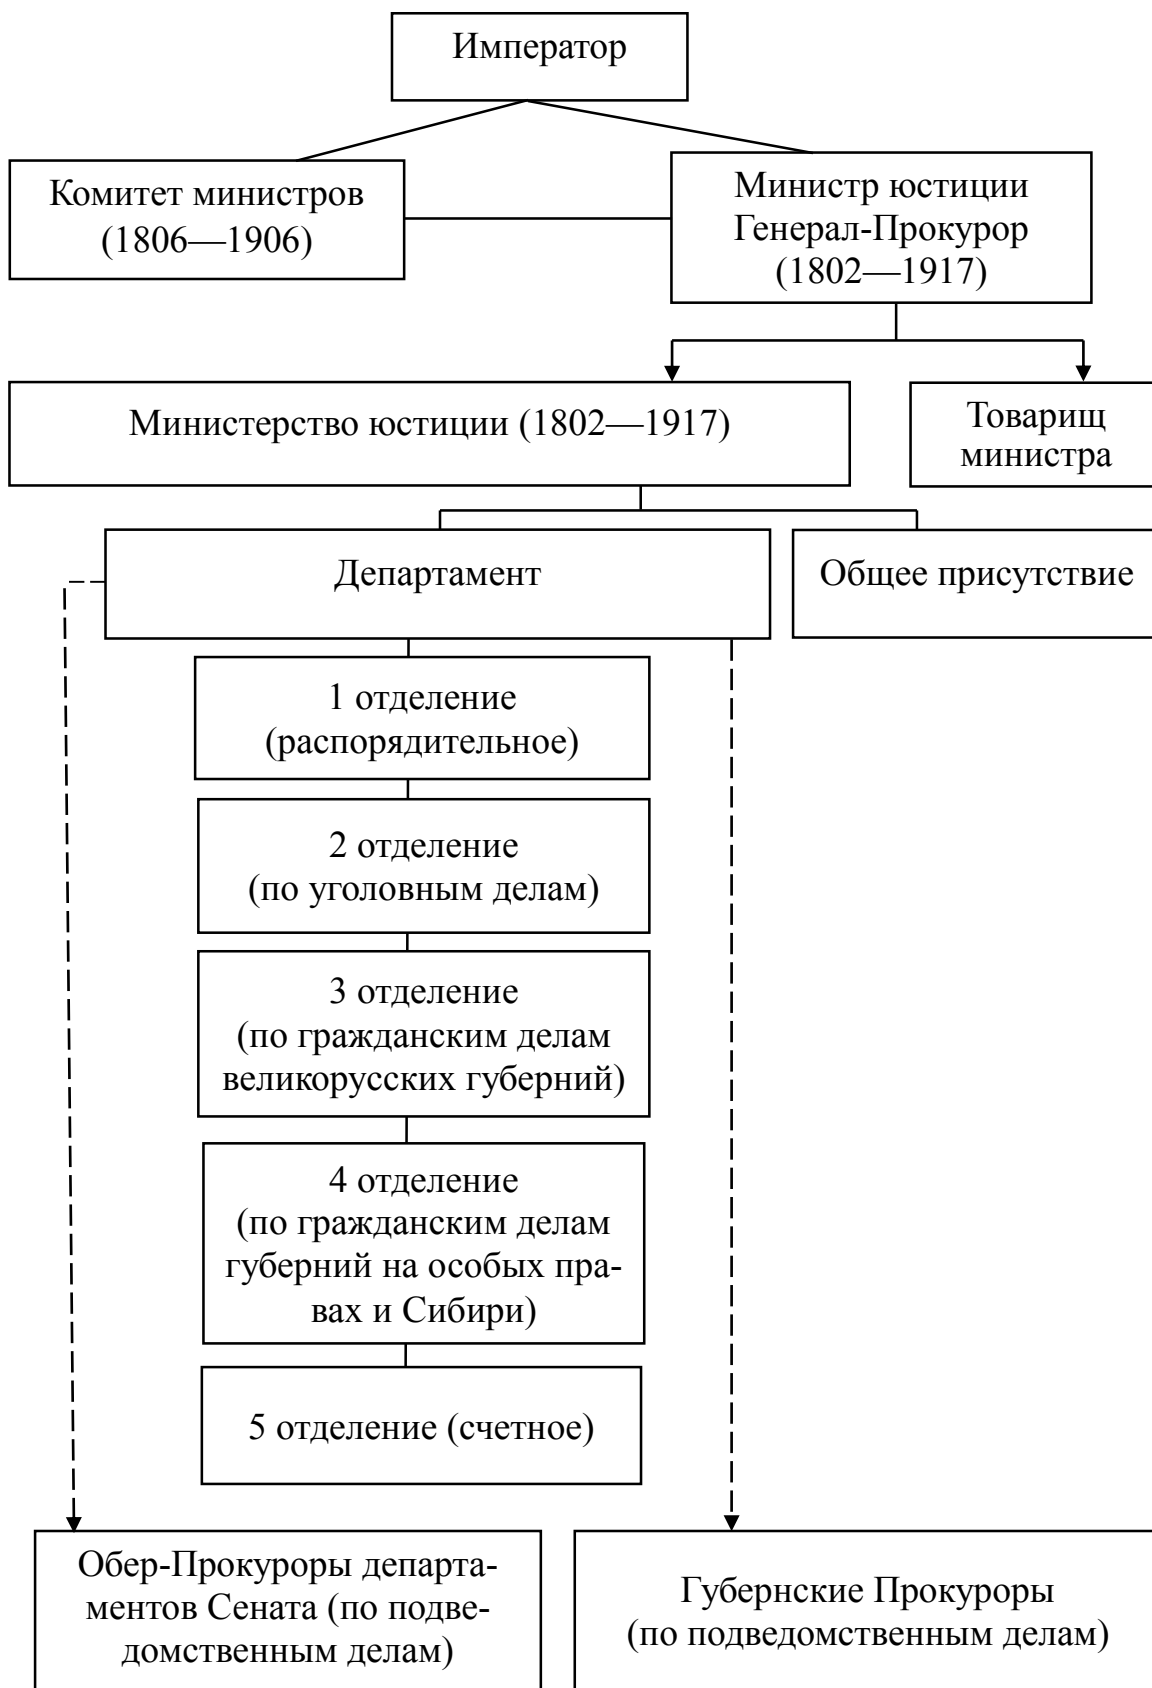 Император
Комитет министров
(1806—1906)
Министр юстиции
Генерал-Прокурор
(1802—1917)
Министерство юстиции (1802—1917)
Товарищ
министра
Департамент
Общее присутствие
1 отделение
(распорядительное)
2 отделение
(по уголовным делам)
3 отделение
(по гражданским делам
великорусских губерний)
4 отделение
(по гражданским делам
губерний на особых пра-
вах и Сибири)
5 отделение (счетное)
Обер-Прокуроры департа-
ментов Сената (по подве-
домственным делам)
Губернские Прокуроры
(по подведомственным делам)